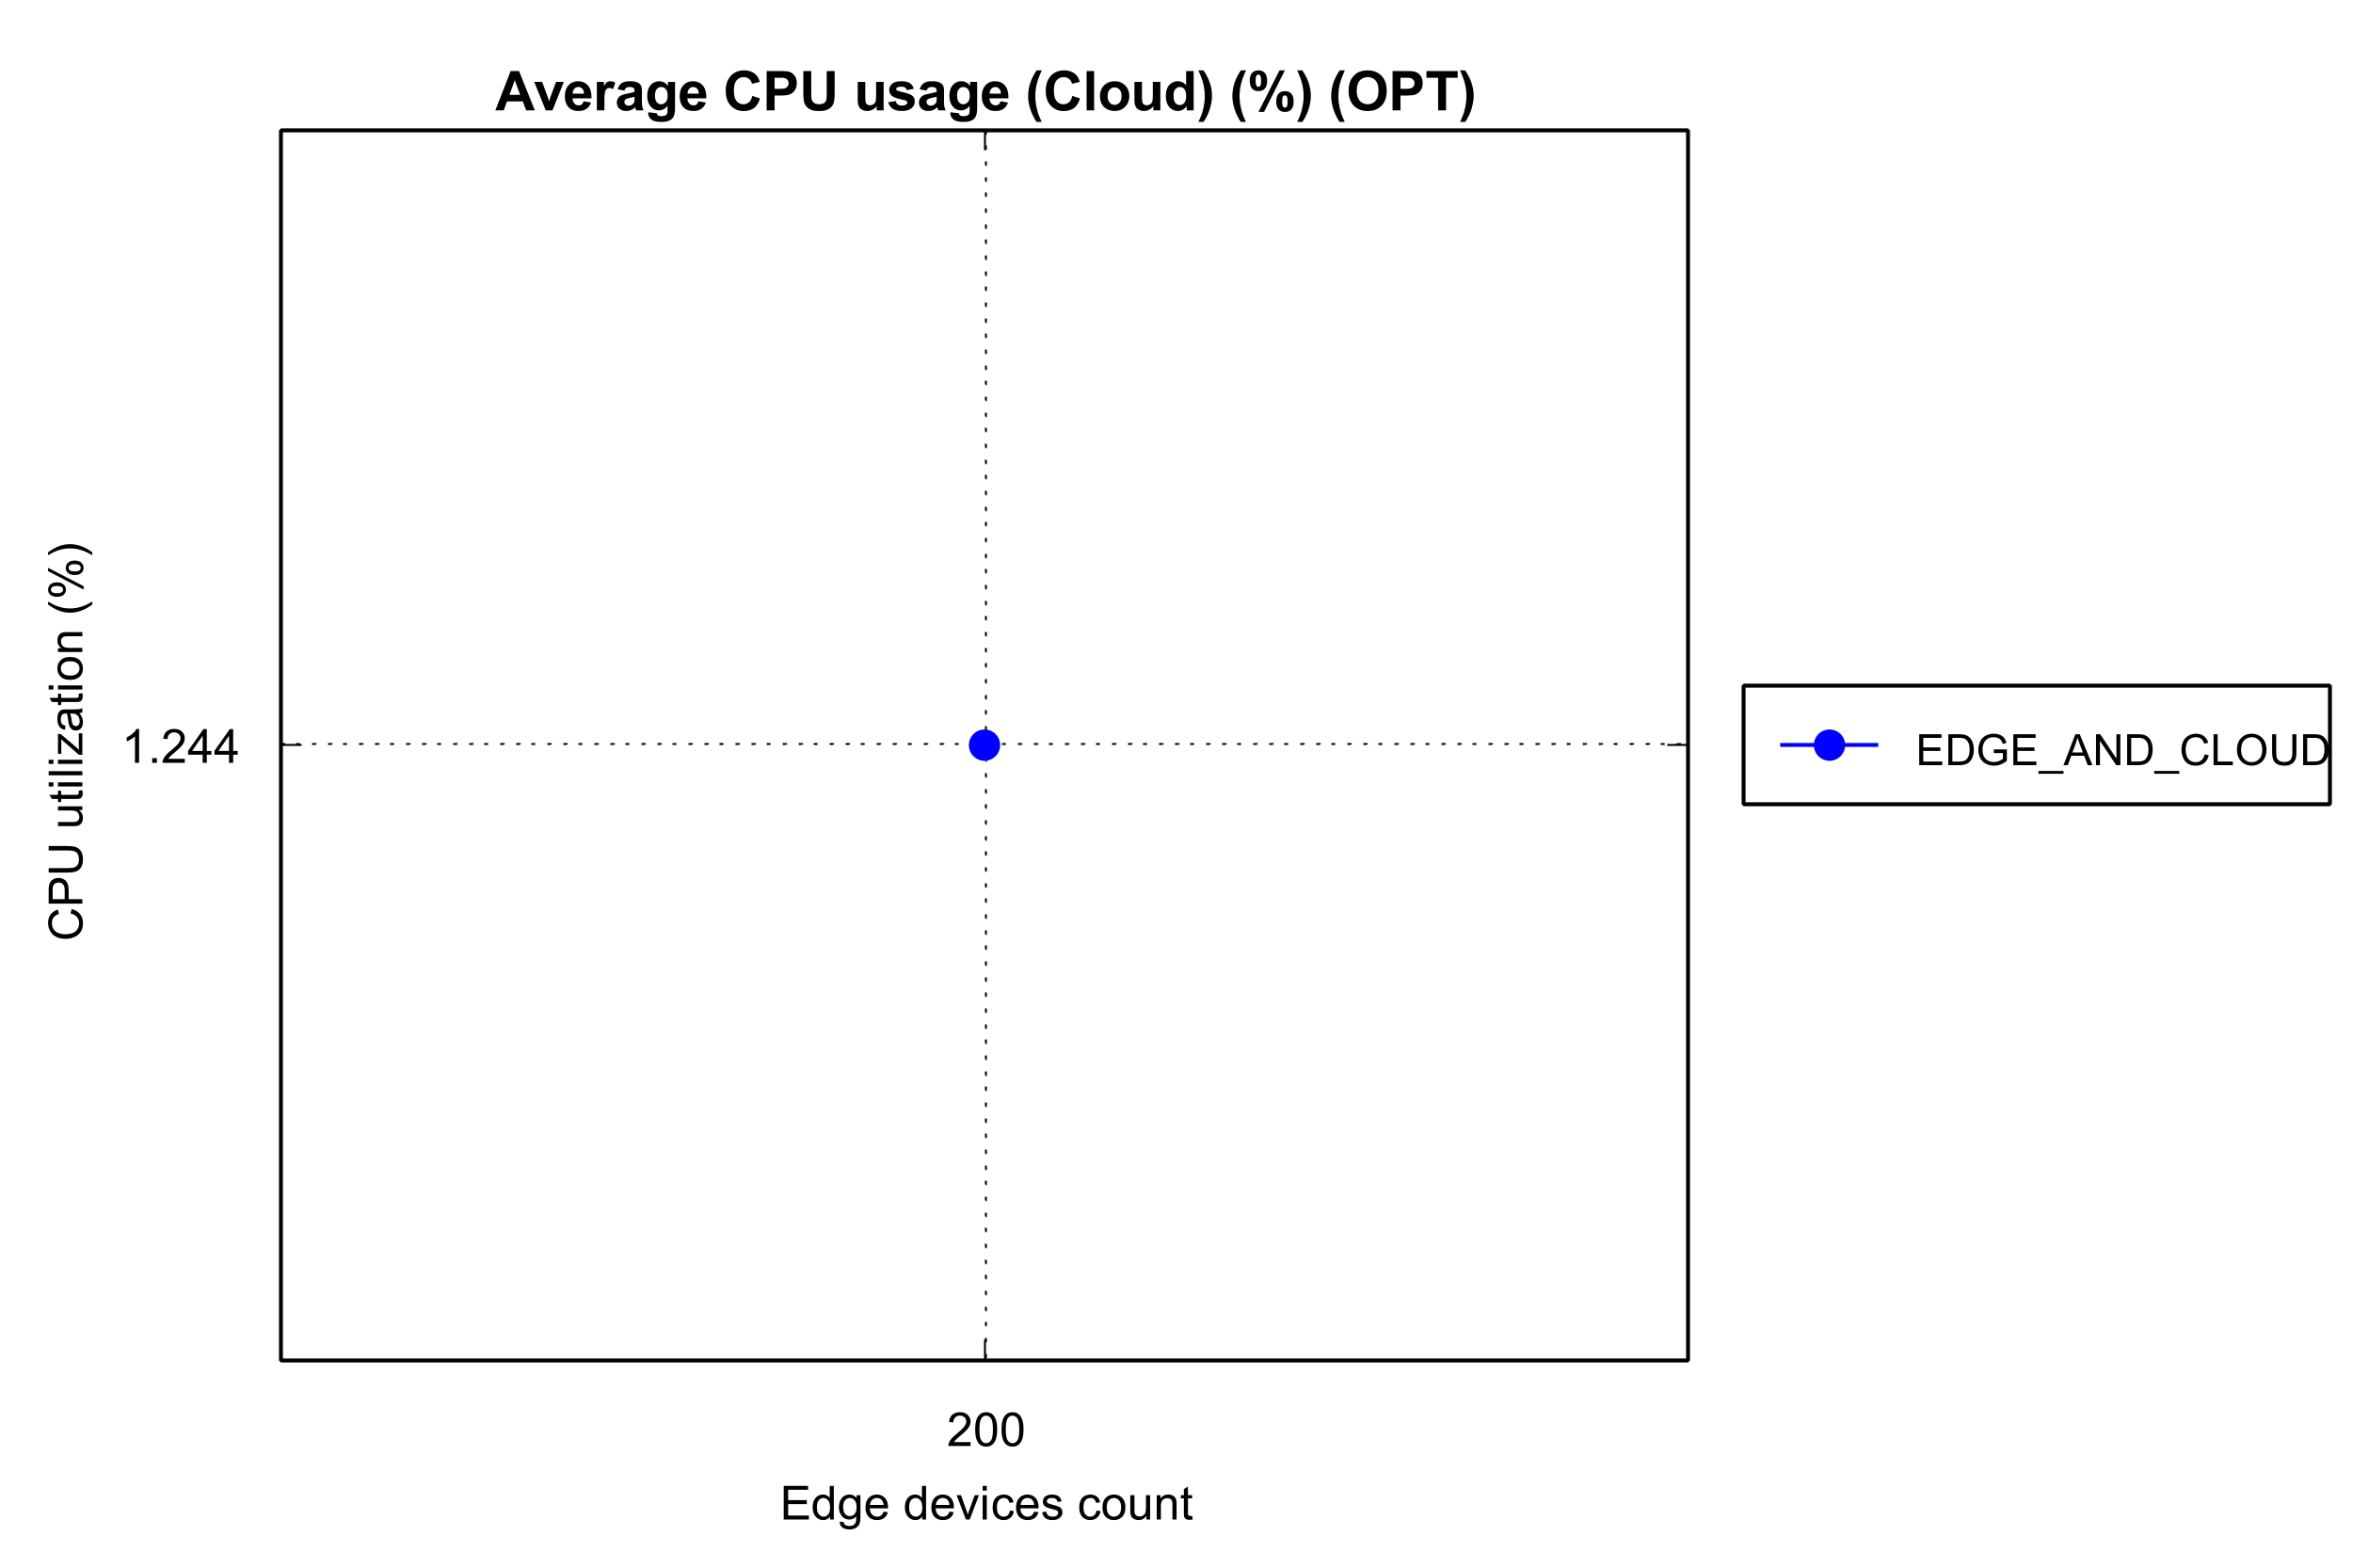 Average CPU usage (Cloud) (%) (OPT)
CPU utilization (%)
1.244
EDGE_AND_CLOUD
200
Edge devices count